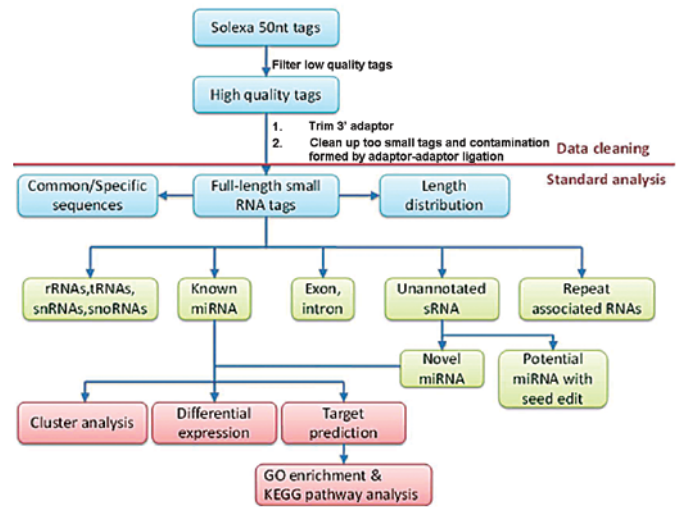 Solexa 50nt tags
Filter low quality tags
High quality tags
1. Trim 3' adaptor
2. Clean up too small tags and contamination
formed by adaptor-adaptor ligation
Data cleaning
Standard analysis
Common/Specific
sequences
Full-length small
RNA tags
Length
distribution
rRNAs,tRNAs,
snRNAs,snoRNAs
Known
miRNA
Exon,
intron
Unannotated
sRNA
Repeat
associated RNAs
Novel
miRNA
Potential
miRNA with
seed edit
Cluster analysis
Differential
expression
Target
prediction
GO enrichment &
KEGG pathway analysis